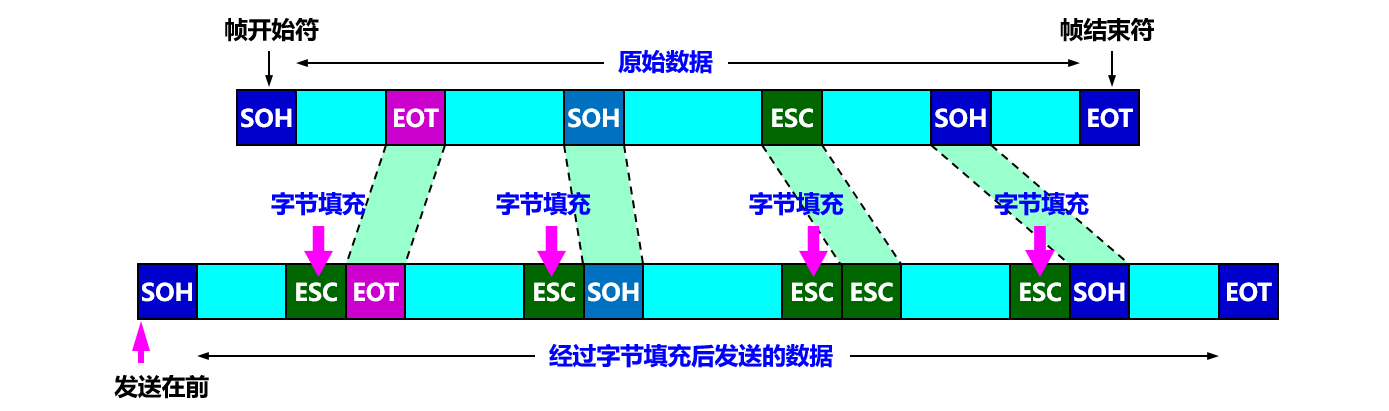 帧开始符 帧结束符
原始数据
SOH EOT SOH ESC SOH EOT
字节填充 字节填充 字节填充 字节填充
SOH ESC EOT ESC SOH ESC ESC ESC SOH EOT
经过字节填充后发送的数据
发送在前